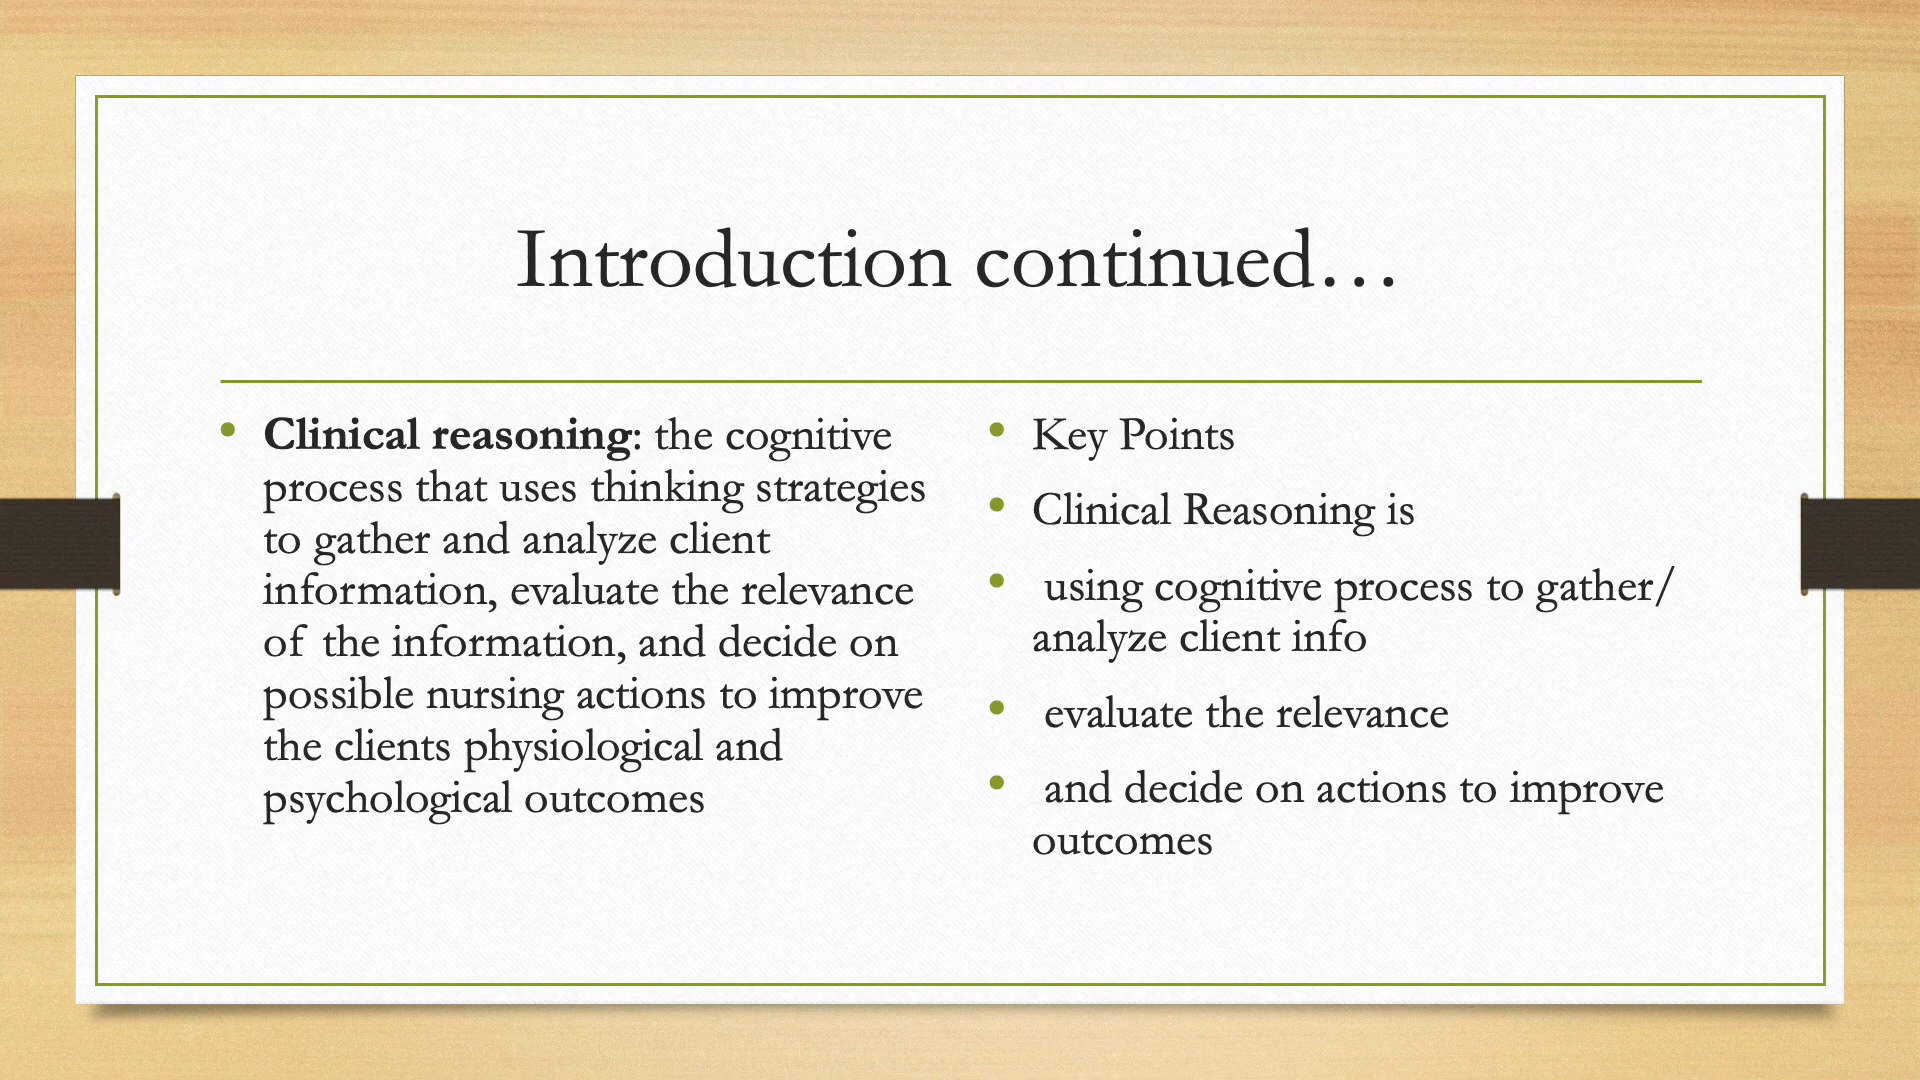 Introduction continued…
• Clinical reasoning: the cognitive
process that uses thinking strategies
to gather and analyze client
information, evaluate the relevance
of the information, and decide on
possible nursing actions to improve
the clients physiological and
psychological outcomes
• Key Points
• Clinical Reasoning is
• using cognitive process to gather/
analyze client info
• evaluate the relevance
• and decide on actions to improve
outcomes